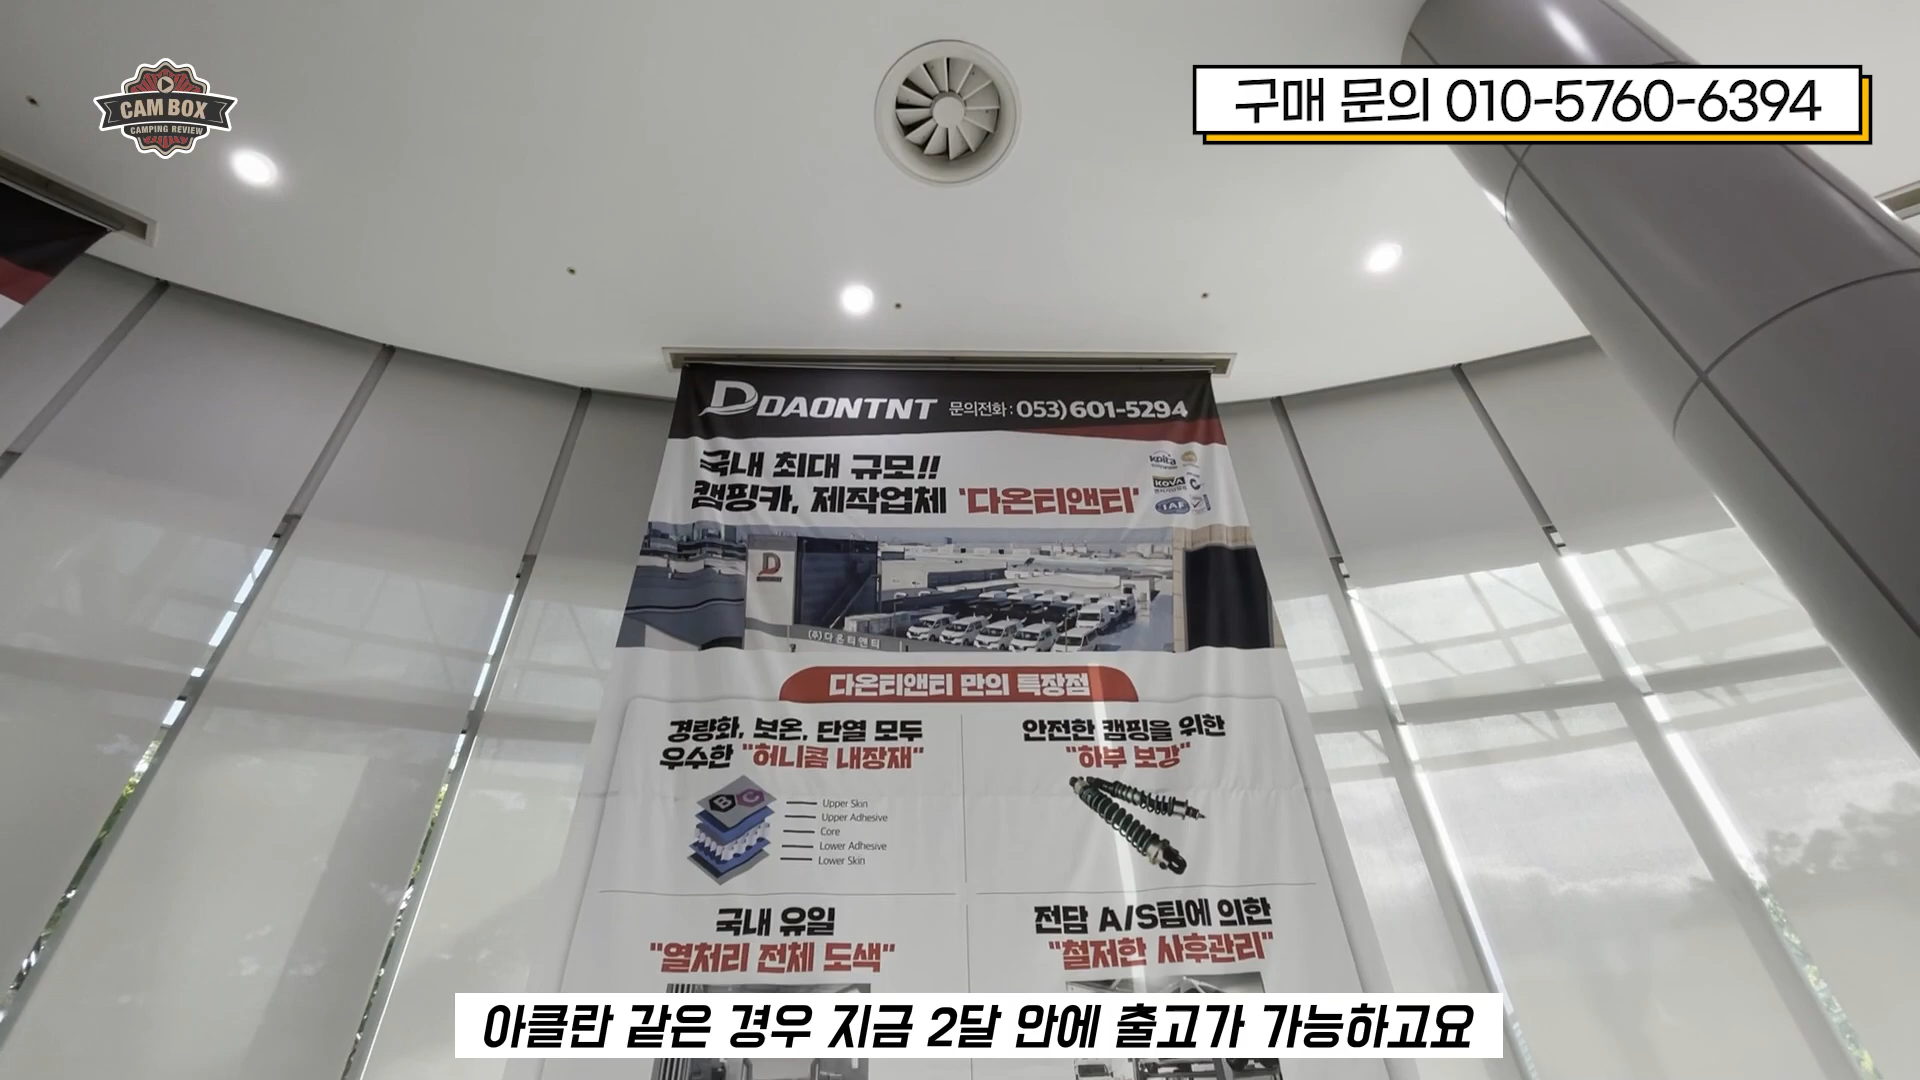 CAM BOX
CAMPING REVIEW
구매 문의 010-5760-6394
DAONTNT 문의전화 : 053)601-5294
국내 최대 규모!!
캠핑카, 제작업체 '다온티앤티'
koita
KOVA
IAF
(주)다온티앤티
다온티앤티 만의 특장점
경량화, 보온, 단열 모두
우수한 "허니콤 내장재"
B C
Upper Skin
Upper Adhesive
Core
Lower Adhesive
Lower Skin
안전한 캠핑을 위한
"하부 보강"
국내 유일
"열처리 전체 도색"
전담 A/S팀에 의한
"철저한 사후관리"
아클란 같은 경우 지금 2달 안에 출고가 가능하고요